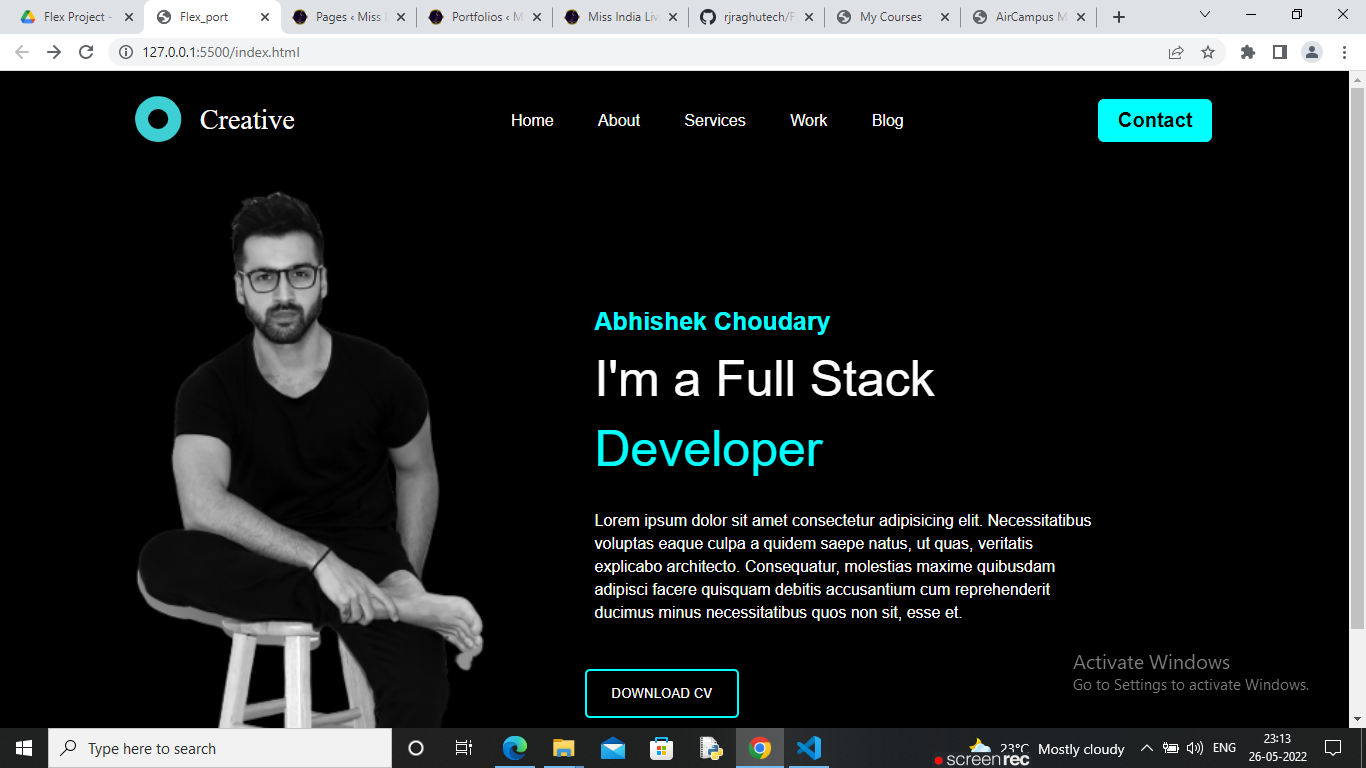 Flex Project -
Flex_port
Pages ‹ Miss I
Portfolios ‹ M
Miss India Liv
rjraghutech/F
My Courses
AirCampus M
127.0.0.1:5500/index.html
Creative
Home
About
Services
Work
Blog
Contact
Abhishek Choudary
I'm a Full Stack
Developer
Lorem ipsum dolor sit amet consectetur adipisicing elit. Necessitatibus
voluptas eaque culpa a quidem saepe natus, ut quas, veritatis
explicabo architecto. Consequatur, molestias maxime quibusdam
adipisci facere quisquam debitis accusantium cum reprehenderit
ducimus minus necessitatibus quos non sit, esse et.
DOWNLOAD CV
Activate Windows
Go to Settings to activate Windows.
Type here to search
23°C
Mostly cloudy
ENG
23:13
26-05-2022
screenrec